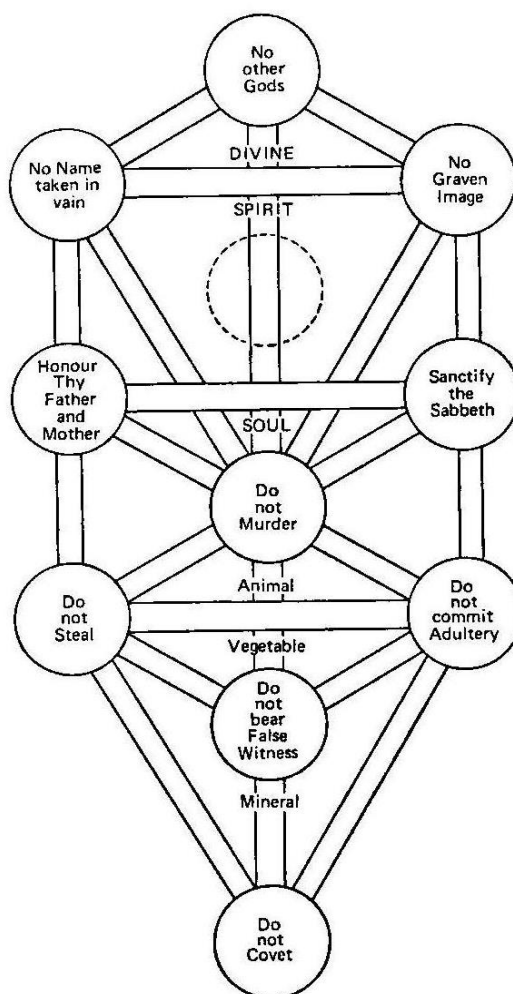 No
other
Gods
DIVINE
No Name
taken in
vain
No
Graven
Image
SPIRIT
Honour
Thy
Father
and
Mother
Sanctify
the
Sabbeth
SOUL
Do
not
Murder
Animal
Do
not
Steal
Do
not
commit
Adultery
Vegetable
Do
not bear
False
Witness
Mineral
Do
not
Covet